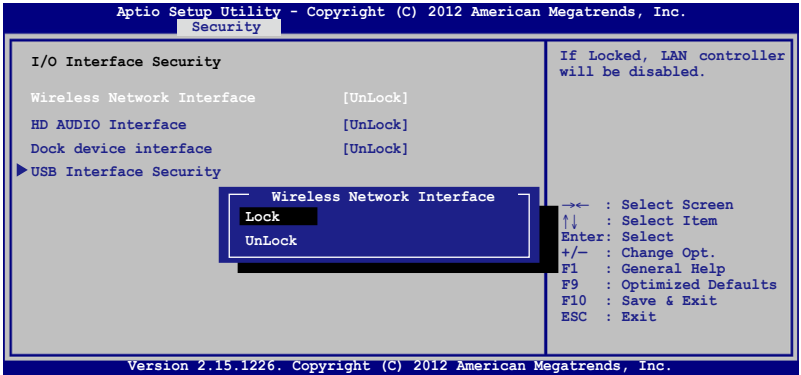 Aptio Setup Utility - Copyright (C) 2012 American Megatrends, Inc.
Security
I/O Interface Security
Wireless Network Interface [UnLock]
HD AUDIO Interface [UnLock]
Dock device interface [UnLock]
USB Interface Security
If Locked, LAN controller
will be disabled.
Wireless Network Interface
Lock
UnLock
→← : Select Screen
↑↓ : Select Item
Enter: Select
+/— : Change Opt.
F1 : General Help
F9 : Optimized Defaults
F10 : Save & Exit
ESC : Exit
Version 2.15.1226. Copyright (C) 2012 American Megatrends, Inc.